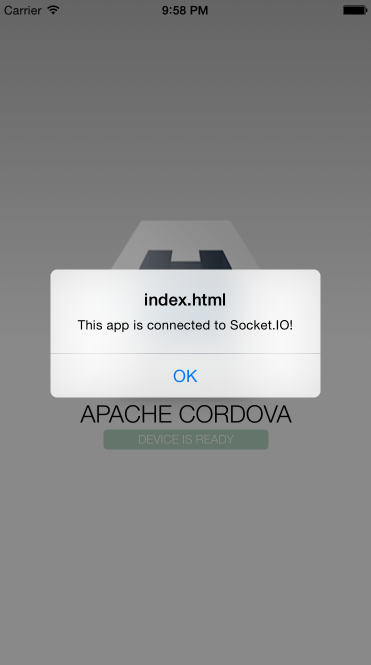 Carrier 9:58 PM
index.html
This app is connected to Socket.IO!
OK
APACHE CORDOVA
DEVICE IS READY